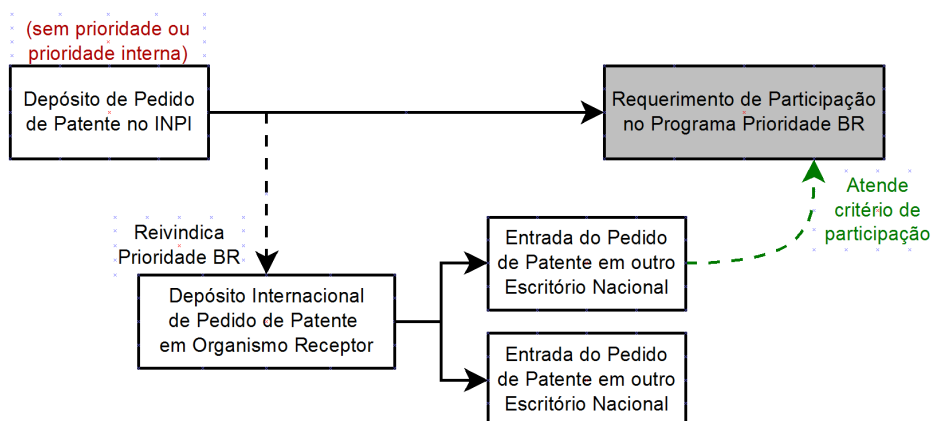 (sem prioridade ou
prioridade interna)
Depósito de Pedido
de Patente no INPI
Requerimento de Participação
no Programa Prioridade BR
Atende
critério de
participação
Reivindica
Prioridade BR
Entrada do Pedido
de Patente em outro
Escritório Nacional
Depósito Internacional
de Pedido de Patente
em Organismo Receptor
Entrada do Pedido
de Patente em outro
Escritório Nacional